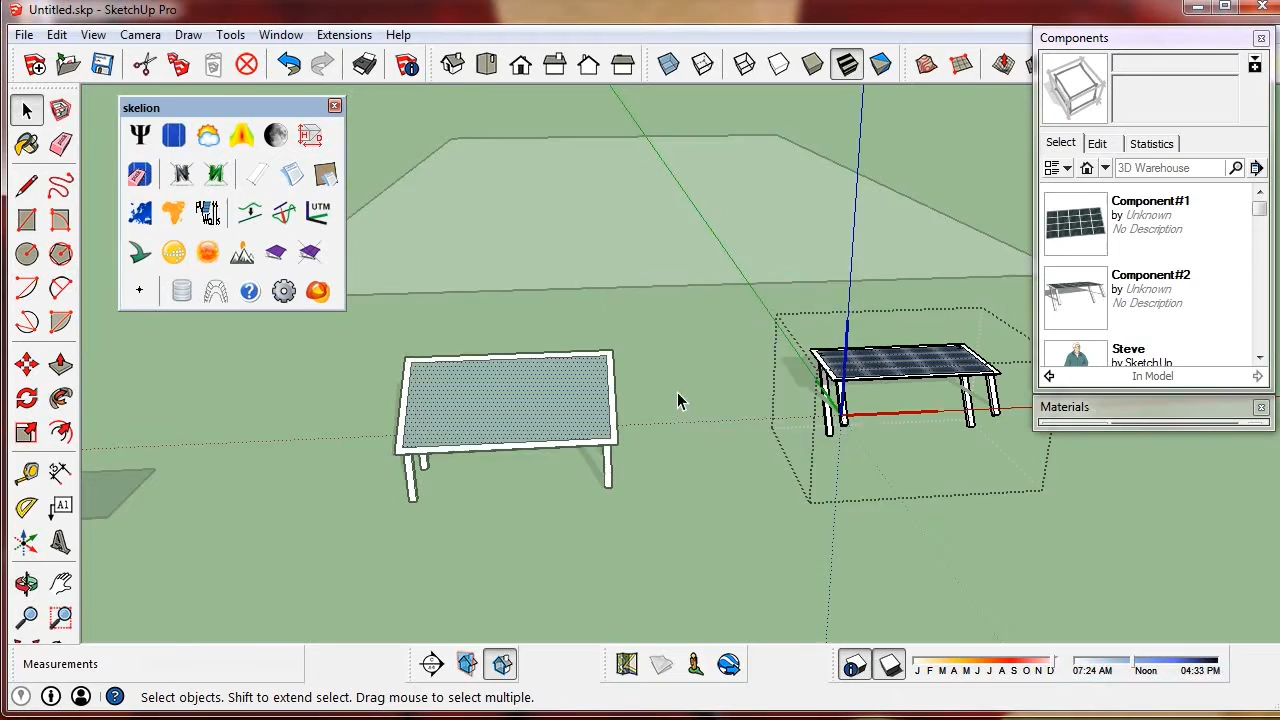 Untitled.skp - SketchUp Pro
File Edit View Camera Draw Tools Window Extensions Help
Components
skelion
Select Edit Statistics
3D Warehouse
UTM
Component#1
by Unknown
No Description
Component#2
by Unknown
No Description
Steve
by SketchUp
In Model
Materials
A1
Measurements
J F M A M J J A S O N D
07:24 AM Noon 04:33 PM
Select objects. Shift to extend select. Drag mouse to select multiple.